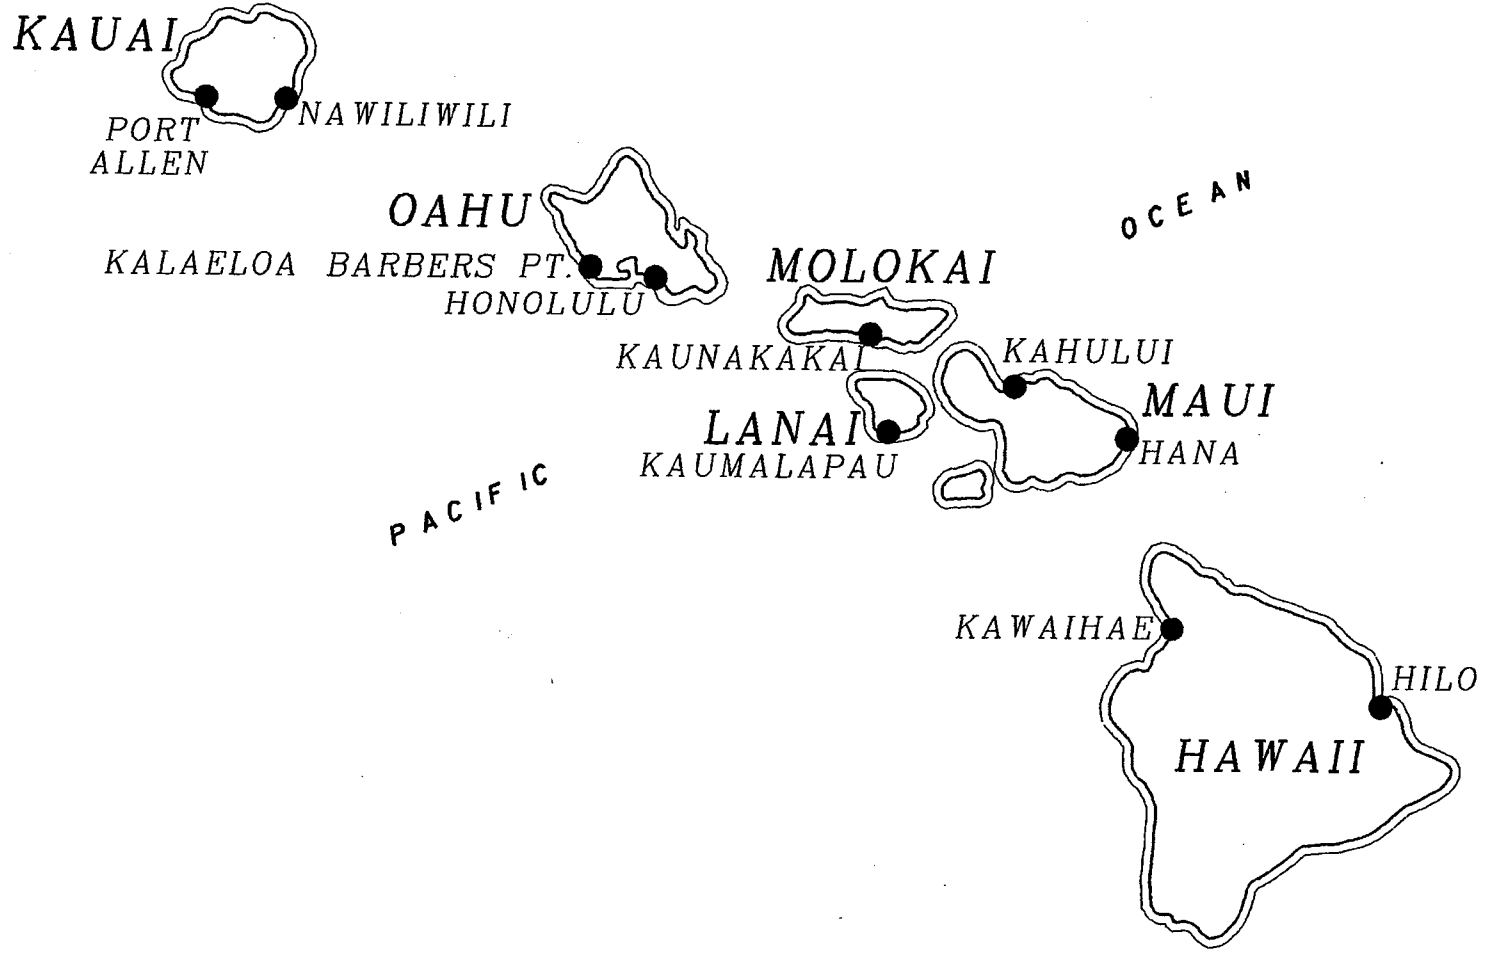 KAUAI
NAWILIWILI
PORT
ALLEN
OCEAN
OAHU
KALAELOA BARBERS PT.
HONOLULU
MOLOKAI
KAUNAKAKAI
KAHULUI
MAUI
LANAI
HANA
KAUMALAPAU
PACIFIC
KAWAIHAE
HILO
HAWAII